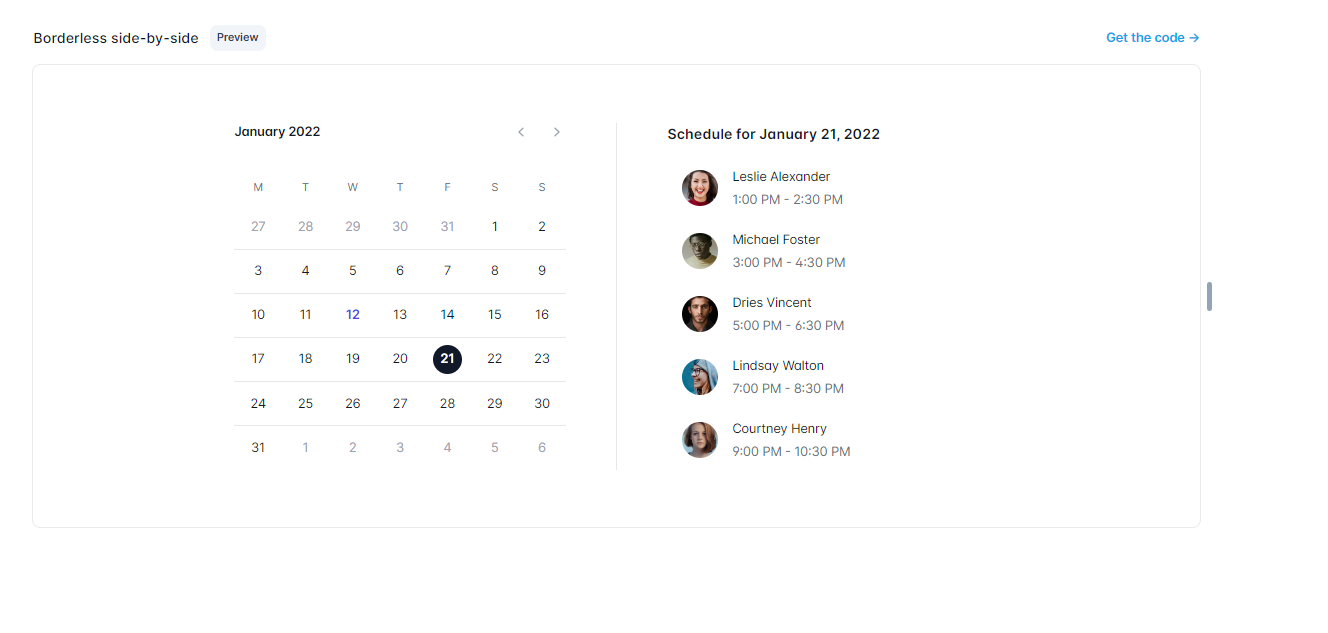 Borderless side-by-side Preview Get the code →
January 2022
M T W T F S S
27 28 29 30 31 1 2
3 4 5 6 7 8 9
10 11 12 13 14 15 16
17 18 19 20 21 22 23
24 25 26 27 28 29 30
31 1 2 3 4 5 6
Schedule for January 21, 2022
Leslie Alexander
1:00 PM - 2:30 PM
Michael Foster
3:00 PM - 4:30 PM
Dries Vincent
5:00 PM - 6:30 PM
Lindsay Walton
7:00 PM - 8:30 PM
Courtney Henry
9:00 PM - 10:30 PM